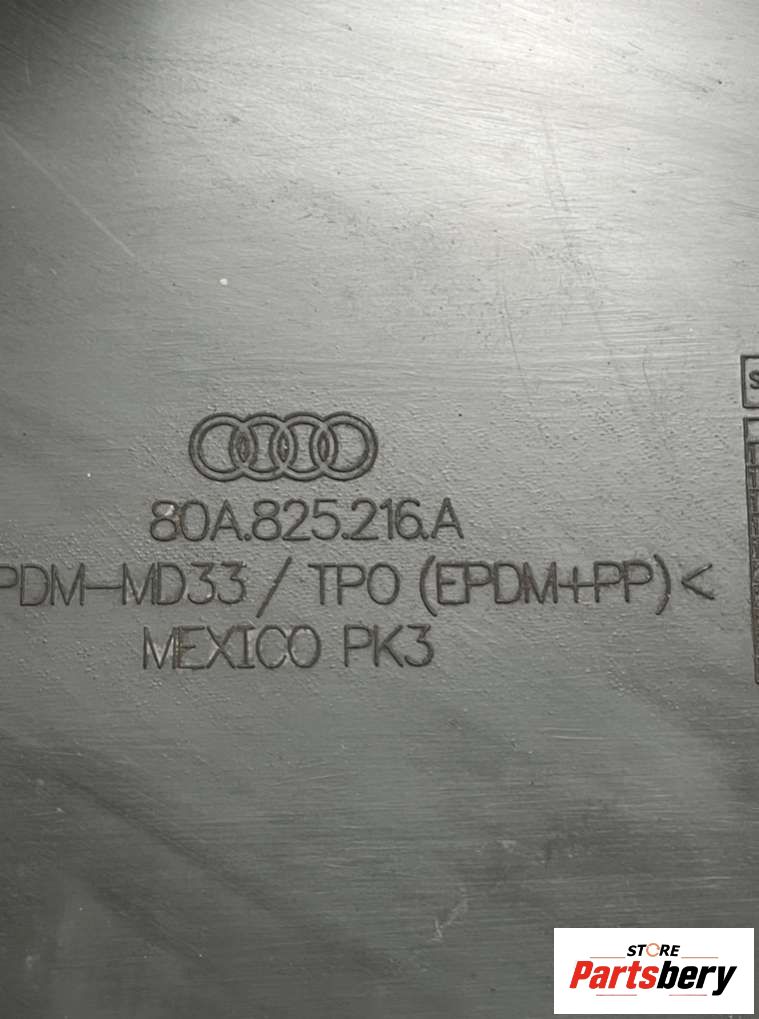 80A.825.216.A
PDM-MD33 / TPO (EPDM+PP)<
MEXICO PK3
S
STORE
Partsbery